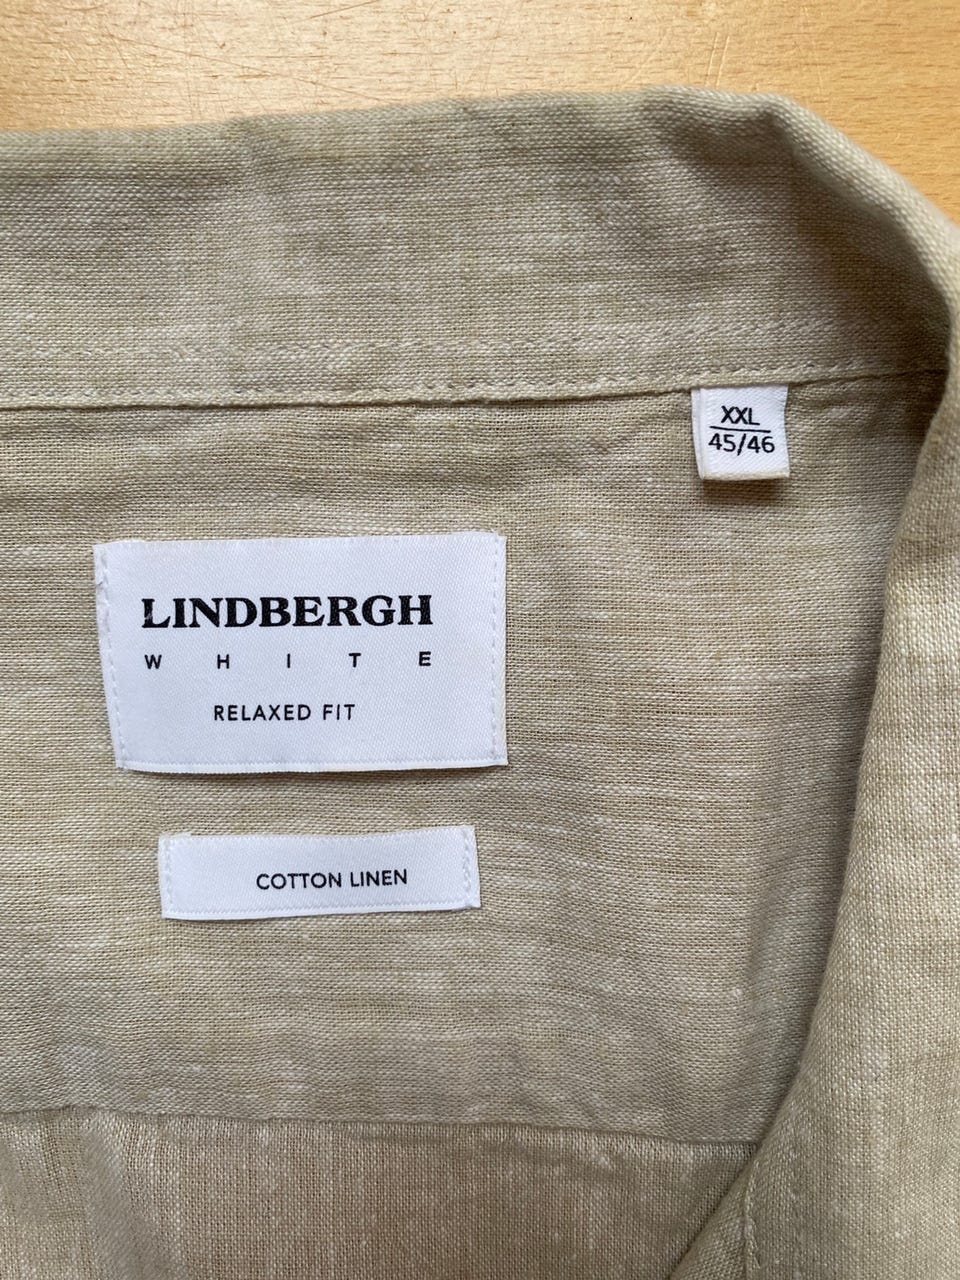 XXL
45/46
LINDBERGH
WHITE
RELAXED FIT
COTTON LINEN